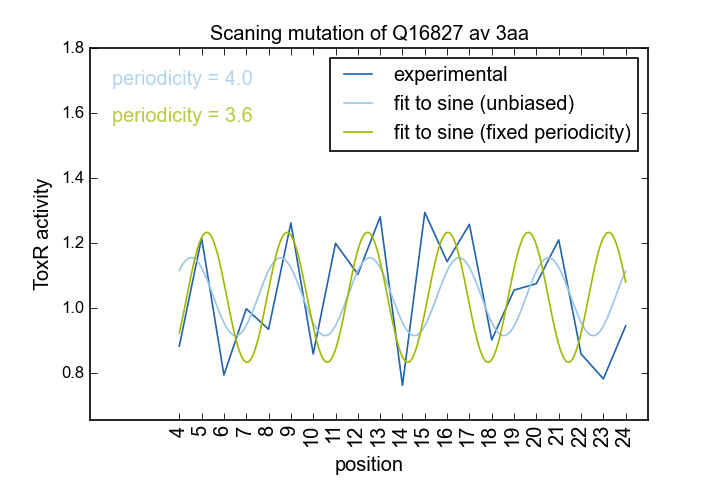 Scaning mutation of Q16827 av 3aa
periodicity = 4.0
periodicity = 3.6
experimental
fit to sine (unbiased)
fit to sine (fixed periodicity)
ToxR activity
1.8
1.6
1.4
1.2
1.0
0.8
4 5 6 7 8 9 10 11 12 13 14 15 16 17 18 19 20 21 22 23 24
position